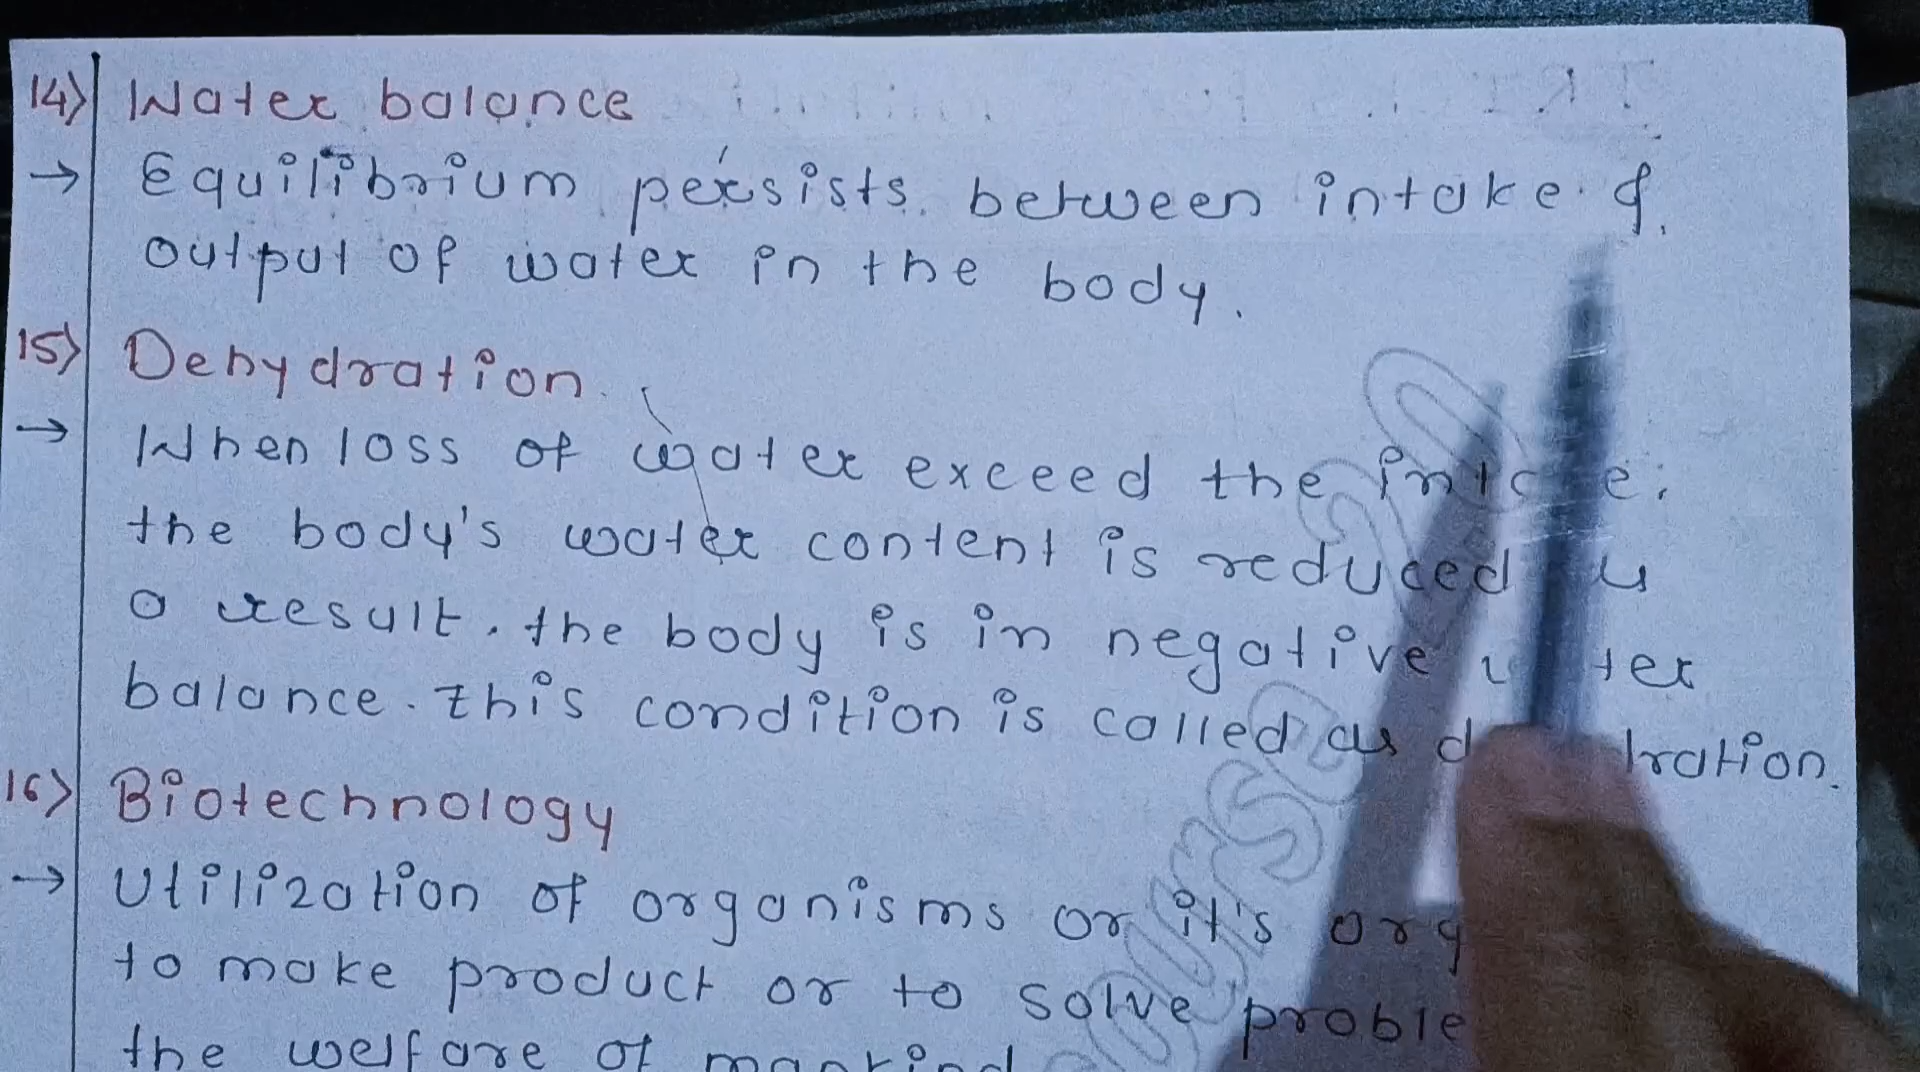 14) Water balance
→ Equilibrium persists between intake &
output of water in the body.
15) Dehydration
→ When loss of water exceed the
the body's water content is reduced as
a result. the body is in negative
balance. this condition is called as
16) Biotechnology
→ Utilization of organisms or it's
to make product or to solve
the welfare of mankind